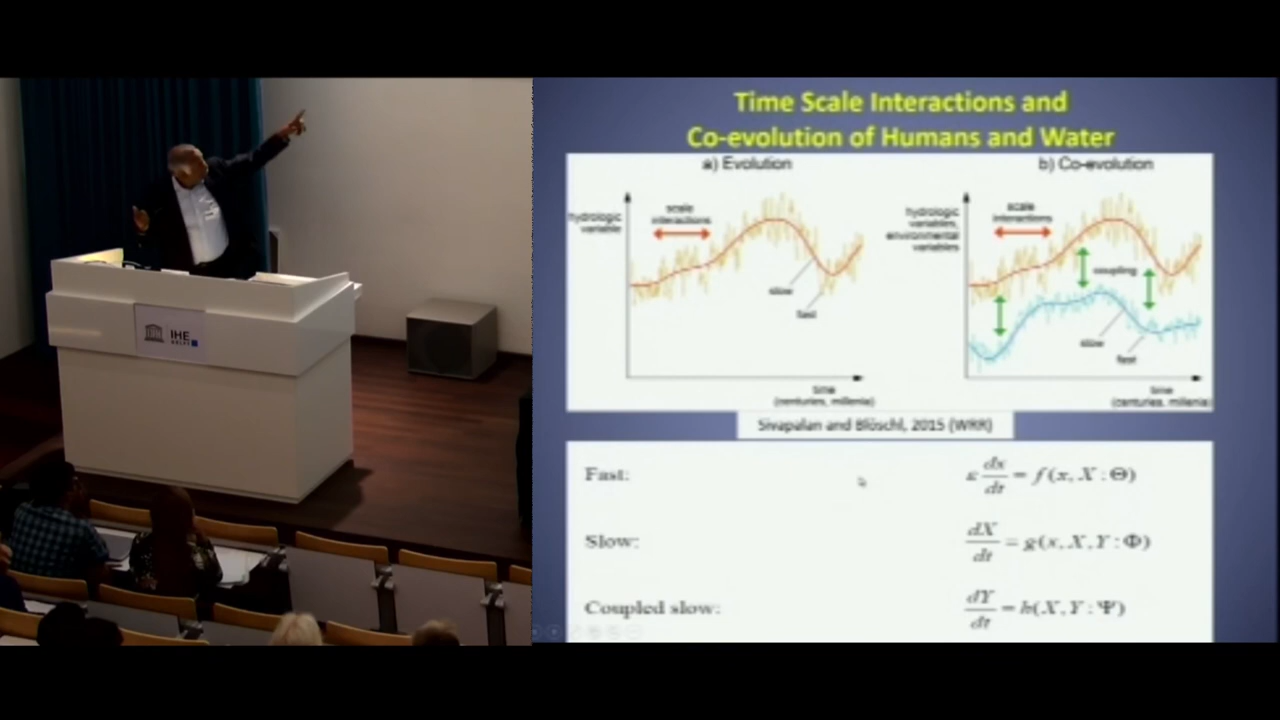 IHE
DELFT
Time Scale Interactions and
Co-evolution of Humans and Water
a) Evolution
b) Co-evolution
hydrologic
variable
scale
interactions
slow
fast
time
(centuries, millenia)
hydrologic
variables,
environmental
variables
scale
interactions
coupling
slow
fast
time
(centuries, millenia)
Sivapalan and Blöschl, 2015 (WRR)
Fast: ε dx/dt = f(x, X : Θ)
Slow: dX/dt = g(x, X, Y : Φ)
Coupled slow: dY/dt = h(X, Y : Ψ)